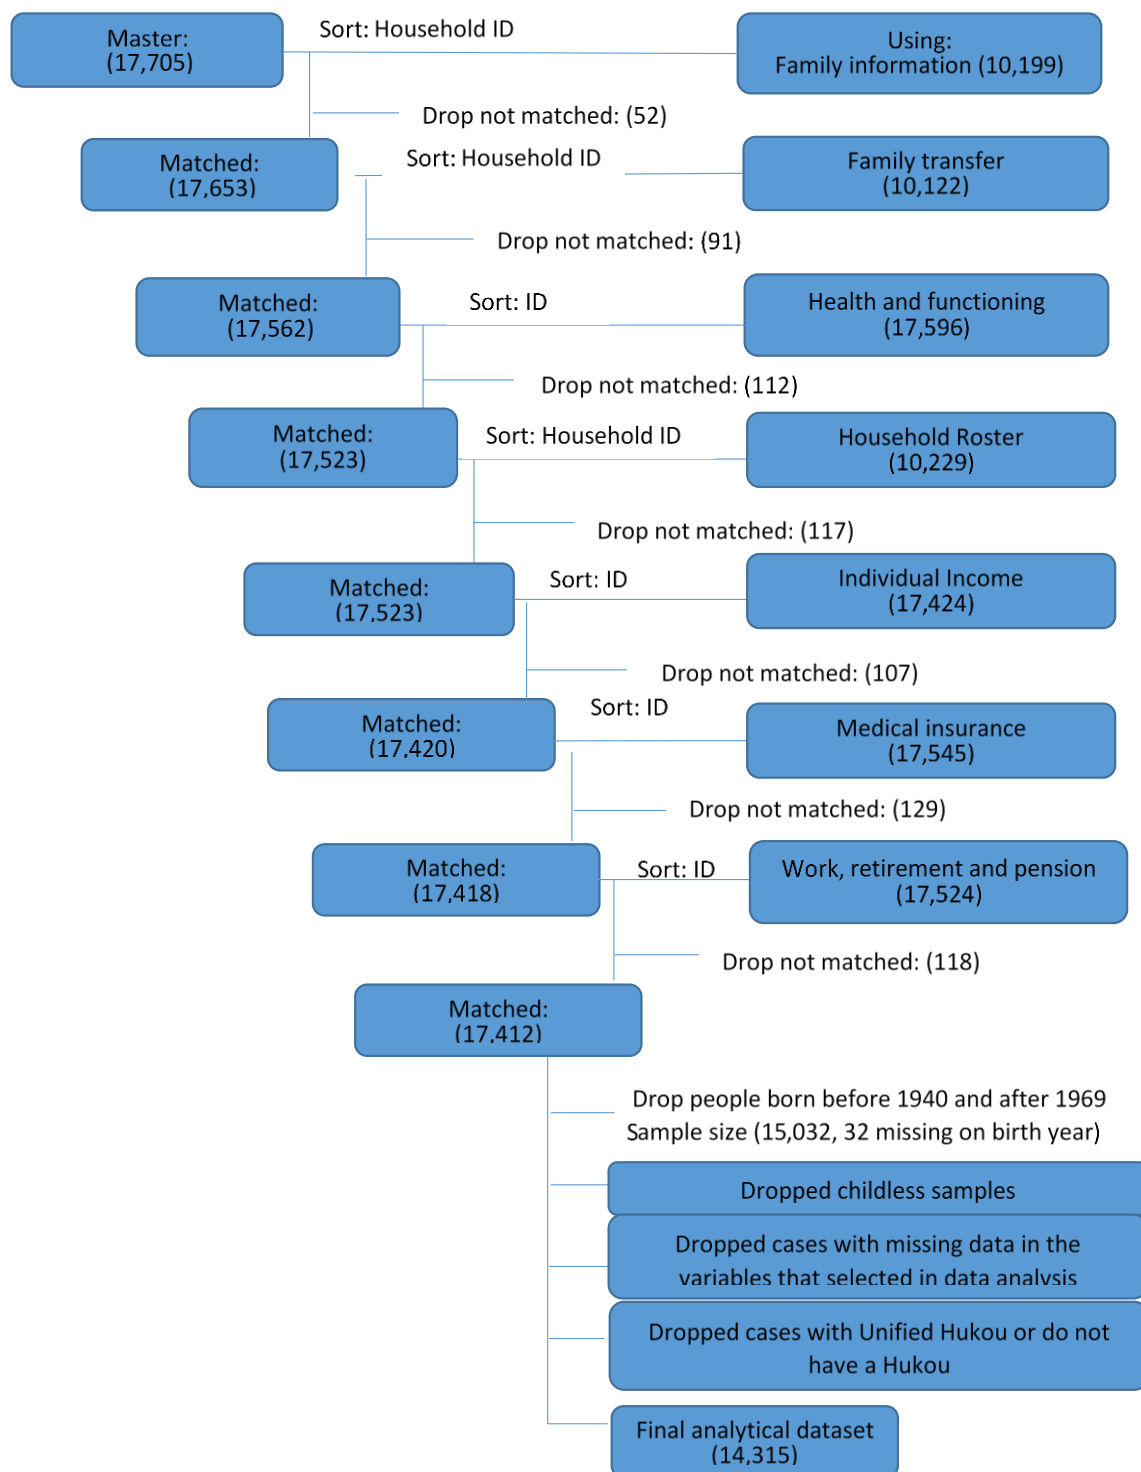 Master:
(17,705)
Sort: Household ID
Using:
Family information (10,199)
Drop not matched: (52)
Matched:
(17,653)
Sort: Household ID
Family transfer
(10,122)
Drop not matched: (91)
Matched:
(17,562)
Sort: ID
Health and functioning
(17,596)
Drop not matched: (112)
Matched:
(17,523)
Sort: Household ID
Household Roster
(10,229)
Drop not matched: (117)
Matched:
(17,523)
Sort: ID
Individual Income
(17,424)
Drop not matched: (107)
Matched:
(17,420)
Sort: ID
Medical insurance
(17,545)
Drop not matched: (129)
Matched:
(17,418)
Sort: ID
Work, retirement and pension
(17,524)
Drop not matched: (118)
Matched:
(17,412)
Drop people born before 1940 and after 1969
Sample size (15,032, 32 missing on birth year)
Dropped childless samples
Dropped cases with missing data in the
variables that selected in data analysis
Dropped cases with Unified Hukou or do not
have a Hukou
Final analytical dataset
(14,315)